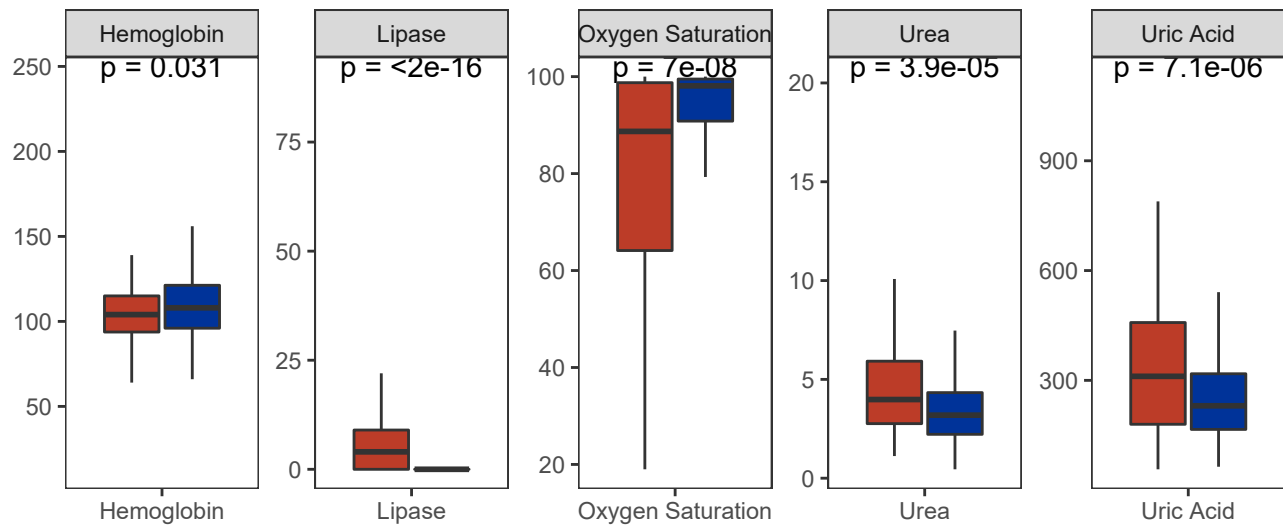 Hemoglobin
Lipase
Oxygen Saturation
Urea
Uric Acid
p = 0.031
p = <2e-16
p = 7e-08
p = 3.9e-05
p = 7.1e-06
250
200
150
100
50
75
50
25
0
100
80
60
40
20
20
15
10
5
0
900
600
300
Hemoglobin
Lipase
Oxygen Saturation
Urea
Uric Acid